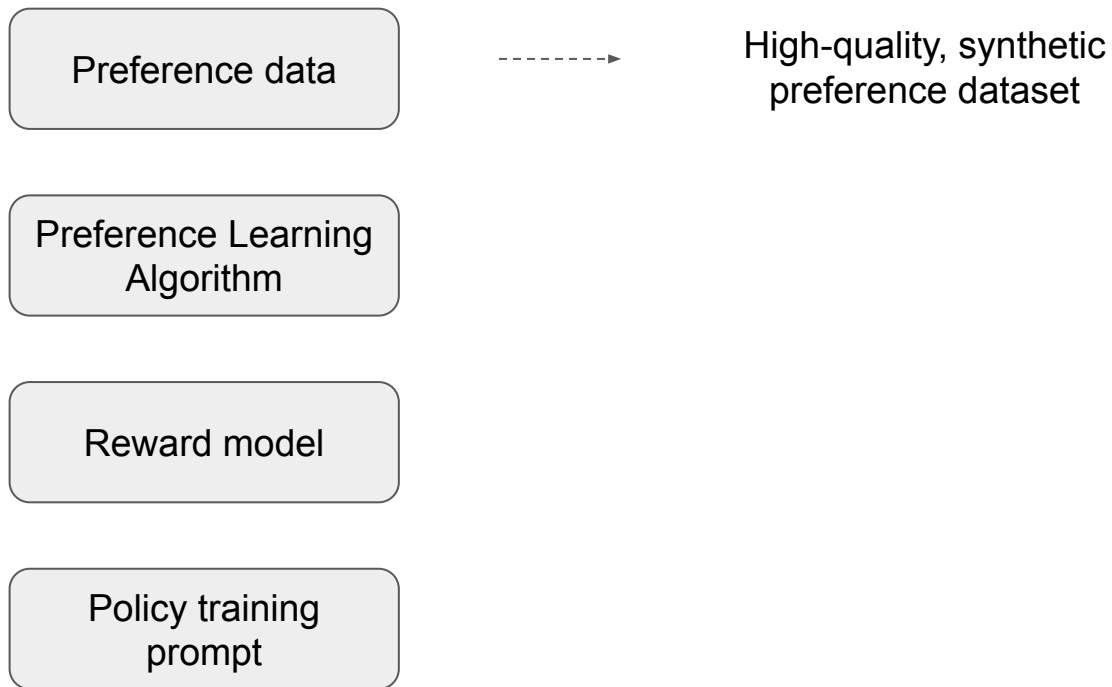 Preference data
High-quality, synthetic
preference dataset
Preference Learning
Algorithm
Reward model
Policy training
prompt